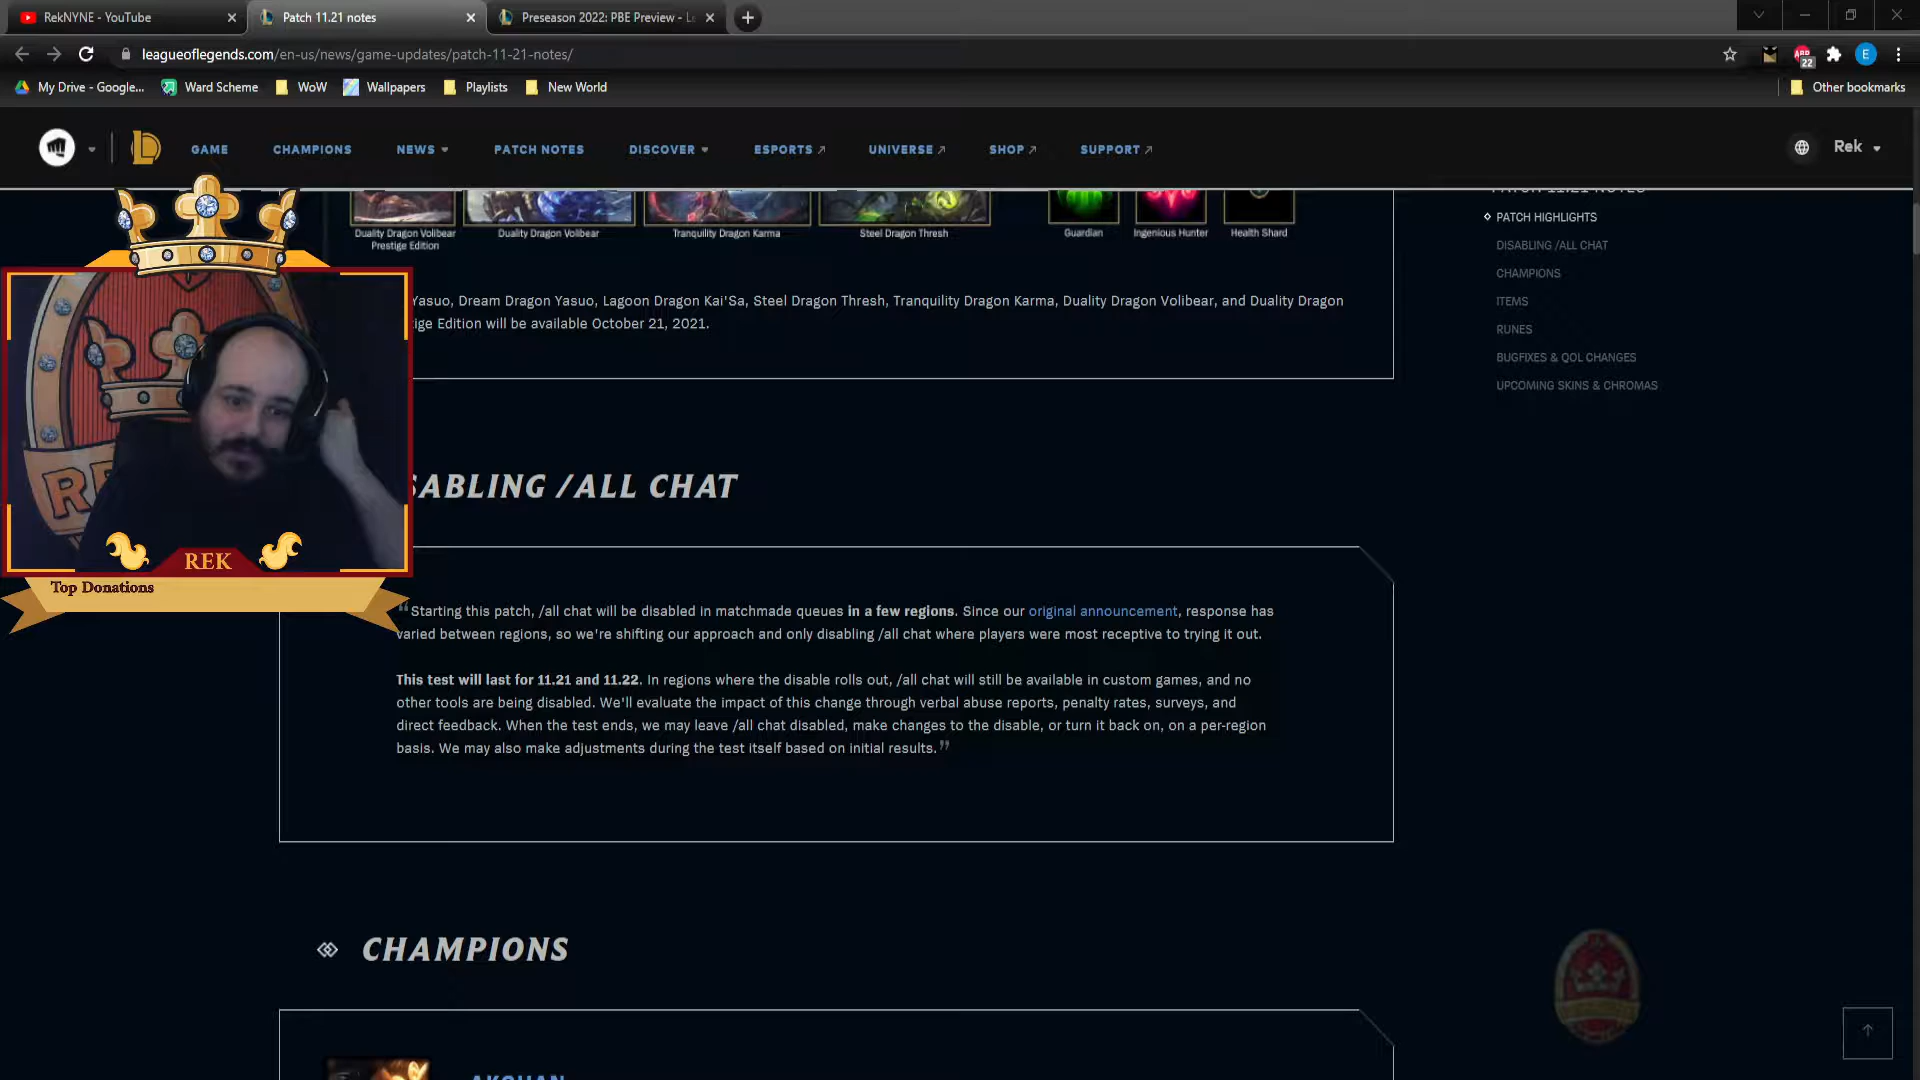 RekNYNE - YouTube
Patch 11.21 notes
Preseason 2022: PBE Preview - L
leagueoflegends.com/en-us/news/game-updates/patch-11-21-notes/
22
E
My Drive - Google...
Ward Scheme
WoW
Wallpapers
Playlists
New World
Other bookmarks
GAME
CHAMPIONS
NEWS
PATCH NOTES
DISCOVER
ESPORTS
UNIVERSE
SHOP
SUPPORT
Rek
PATCH 11.21 NOTES
PATCH HIGHLIGHTS
DISABLING /ALL CHAT
CHAMPIONS
ITEMS
RUNES
BUGFIXES & QOL CHANGES
UPCOMING SKINS & CHROMAS
Duality Dragon Volibear
Prestige Edition
Duality Dragon Volibear
Tranquility Dragon Karma
Steel Dragon Thresh
Guardian
Ingenious Hunter
Health Shard
Yasuo, Dream Dragon Yasuo, Lagoon Dragon Kai'Sa, Steel Dragon Thresh, Tranquility Dragon Karma, Duality Dragon Volibear, and Duality Dragon
ige Edition will be available October 21, 2021.
SABLING /ALL CHAT
RE
REK
Top Donations
“Starting this patch, /all chat will be disabled in matchmade queues in a few regions. Since our original announcement, response has
varied between regions, so we're shifting our approach and only disabling /all chat where players were most receptive to trying it out.
This test will last for 11.21 and 11.22. In regions where the disable rolls out, /all chat will still be available in custom games, and no
other tools are being disabled. We'll evaluate the impact of this change through verbal abuse reports, penalty rates, surveys, and
direct feedback. When the test ends, we may leave /all chat disabled, make changes to the disable, or turn it back on, on a per-region
basis. We may also make adjustments during the test itself based on initial results.”
CHAMPIONS
AKSHAN